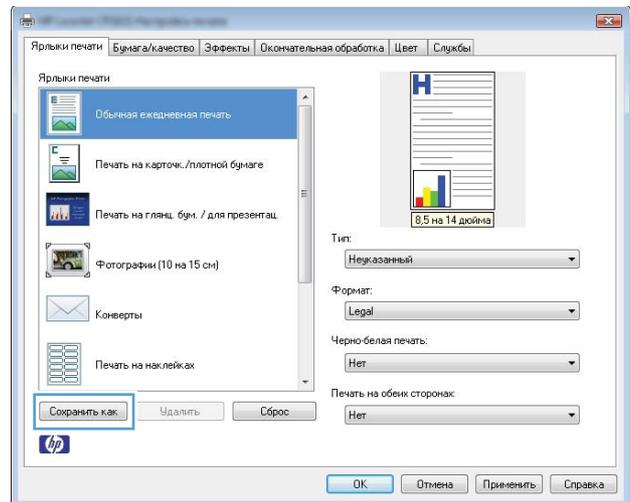 Ярлыки печати
Бумага/качество
Эффекты
Окончательная обработка
Цвет
Службы
Ярлыки печати
Обычная ежедневная печать
Печать на карточк./плотной бумаге
Печать на глянц. бум. / для презентац.
Фотографии (10 на 15 см)
Конверты
Печать на наклейках
Сохранить как
Удалить
Сброс
8,5 на 14 дюйма
Тип:
Неуказанный
Формат:
Legal
Черно-белая печать:
Нет
Печать на обеих сторонах:
Нет
hp
OK
Отмена
Применить
Справка